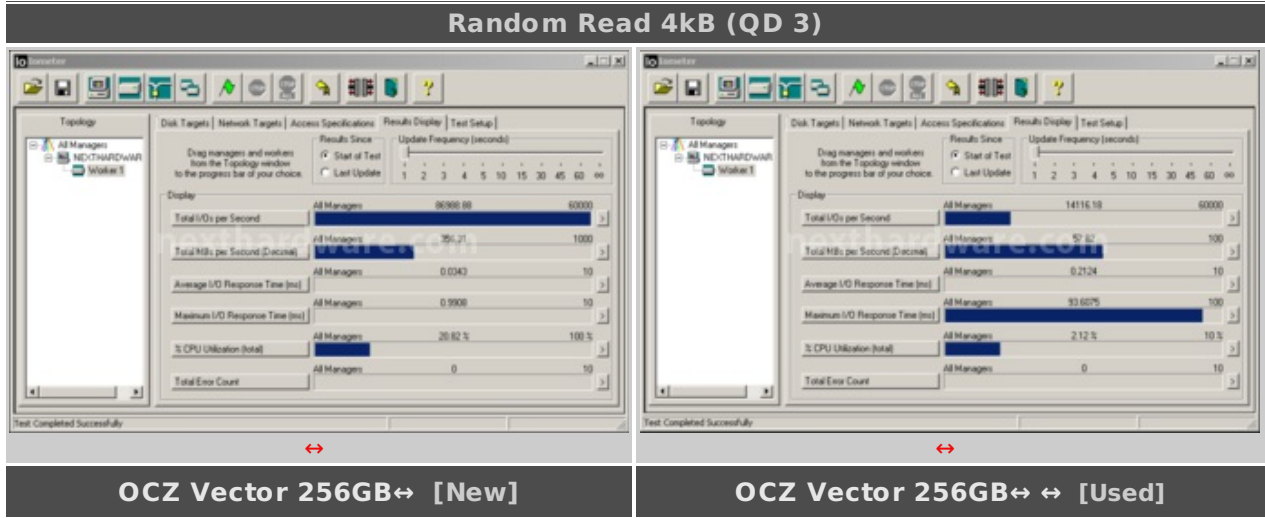 Random Read 4kB (QD 3)
Iometer
Topology
All Managers
NEXTHARDWAR
Worker 1
Disk Targets Network Targets Access Specifications Results Display Test Setup
Drag managers and workers
from the Topology window
to the progress bar of your choice.
Results Since
Start of Test
Last Update
Update Frequency (seconds)
1 2 3 4 5 10 15 30 45 60 ∞
Display
All Managers 60000
Total I/Os per Second
All Managers 356.21 1000
Total MBs per Second (Decimal)
All Managers 0.0343 10
Average I/O Response Time (ms)
All Managers 0.9908 10
Maximum I/O Response Time (ms)
All Managers 20.82 % 100 %
% CPU Utilization (total)
All Managers 0 10
Total Error Count
Test Completed Successfully
nexthardware.com
↔
OCZ Vector 256GB↔ [New]
Iometer
Topology
All Managers
NEXTHARDWAR
Worker 1
Disk Targets Network Targets Access Specifications Results Display Test Setup
Drag managers and workers
from the Topology window
to the progress bar of your choice.
Results Since
Start of Test
Last Update
Update Frequency (seconds)
1 2 3 4 5 10 15 30 45 60 ∞
Display
All Managers 14116.18 60000
Total I/Os per Second
All Managers 57.82 100
Total MBs per Second (Decimal)
All Managers 0.2124 10
Average I/O Response Time (ms)
All Managers 93.6075 100
Maximum I/O Response Time (ms)
All Managers 2.12 % 10 %
% CPU Utilization (total)
All Managers 0 10
Total Error Count
Test Completed Successfully
nexthardware.com
↔
OCZ Vector 256GB↔ ↔ [Used]